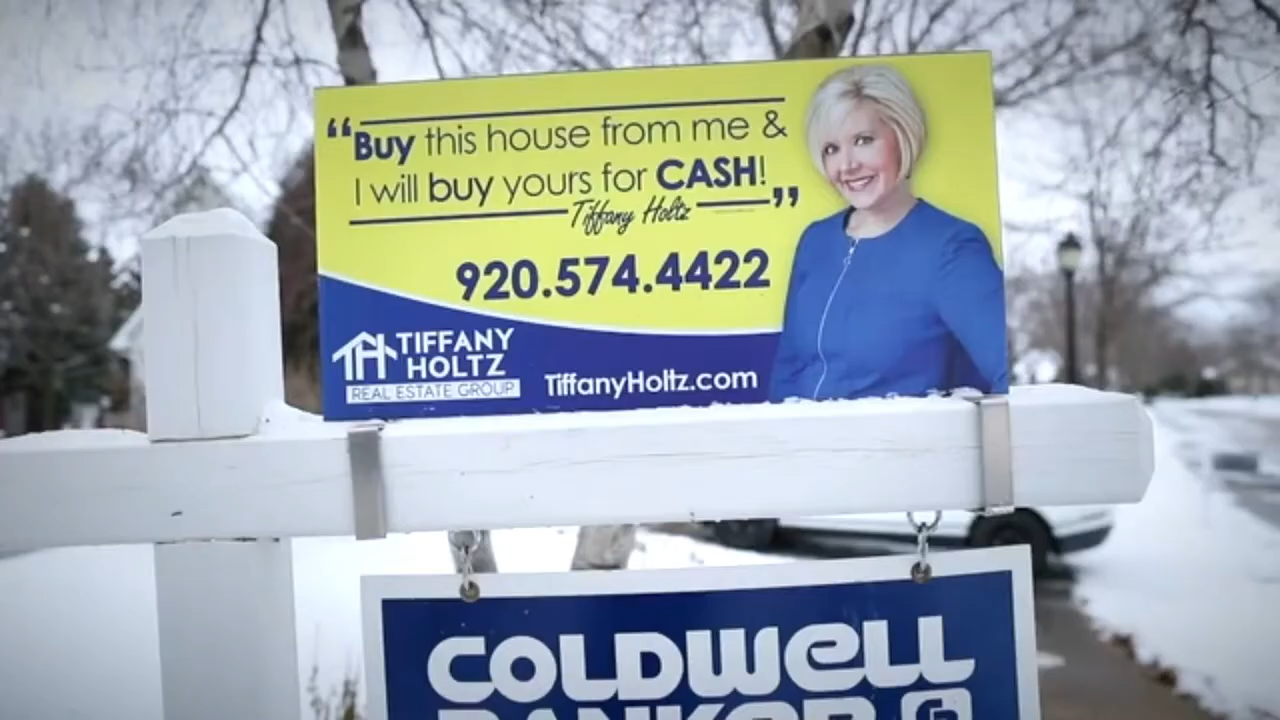 “Buy this house from me &
I will buy yours for CASH!”
Tiffany Holtz
920.574.4422
TIFFANY
HOLTZ
REAL ESTATE GROUP
TiffanyHoltz.com
COLDWELL
BANKER